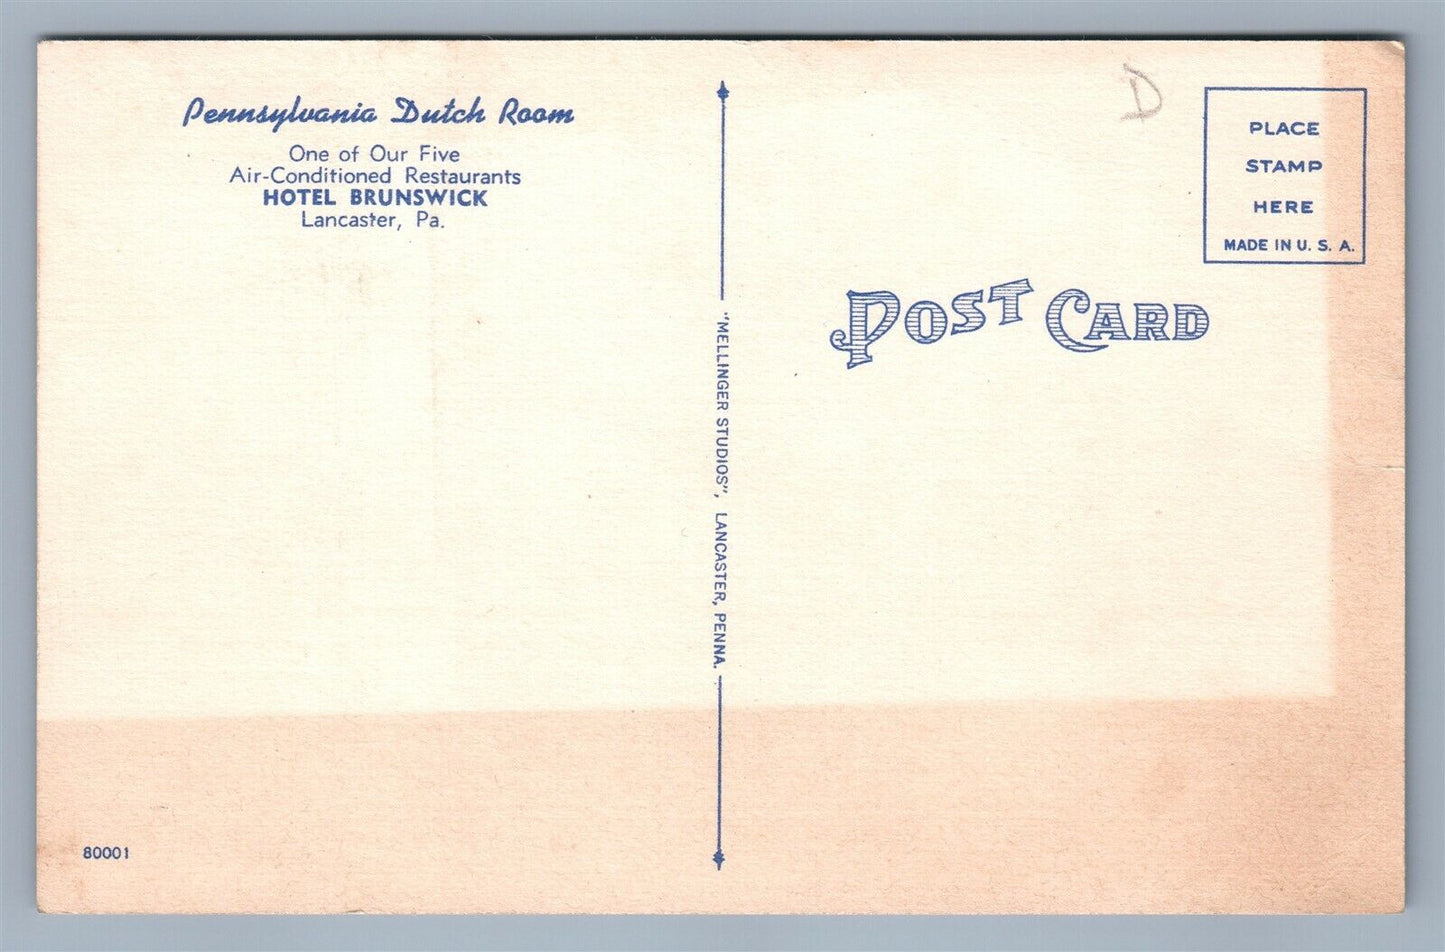 Pennsylvania Dutch Room
One of Our Five
Air-Conditioned Restaurants
HOTEL BRUNSWICK
Lancaster, Pa.
80001
"MELLINGER STUDIOS", LANCASTER, PENNA.
D
PLACE
STAMP
HERE
MADE IN U. S. A.
POST CARD